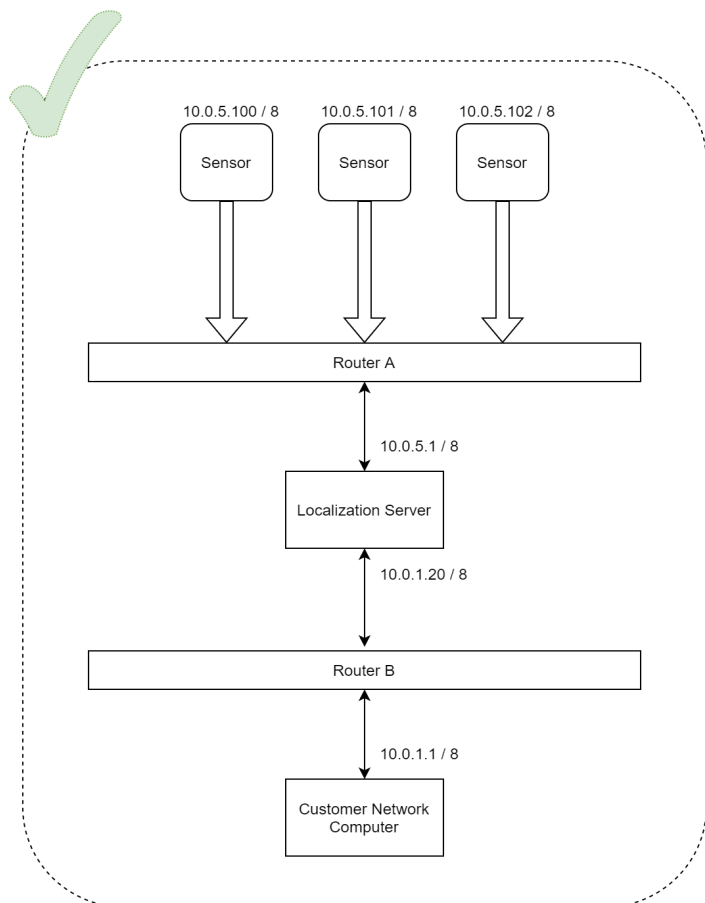 10.0.5.100 / 8
10.0.5.101 / 8
10.0.5.102 / 8
Sensor
Sensor
Sensor
Router A
10.0.5.1 / 8
Localization Server
10.0.1.20 / 8
Router B
10.0.1.1 / 8
Customer Network
Computer